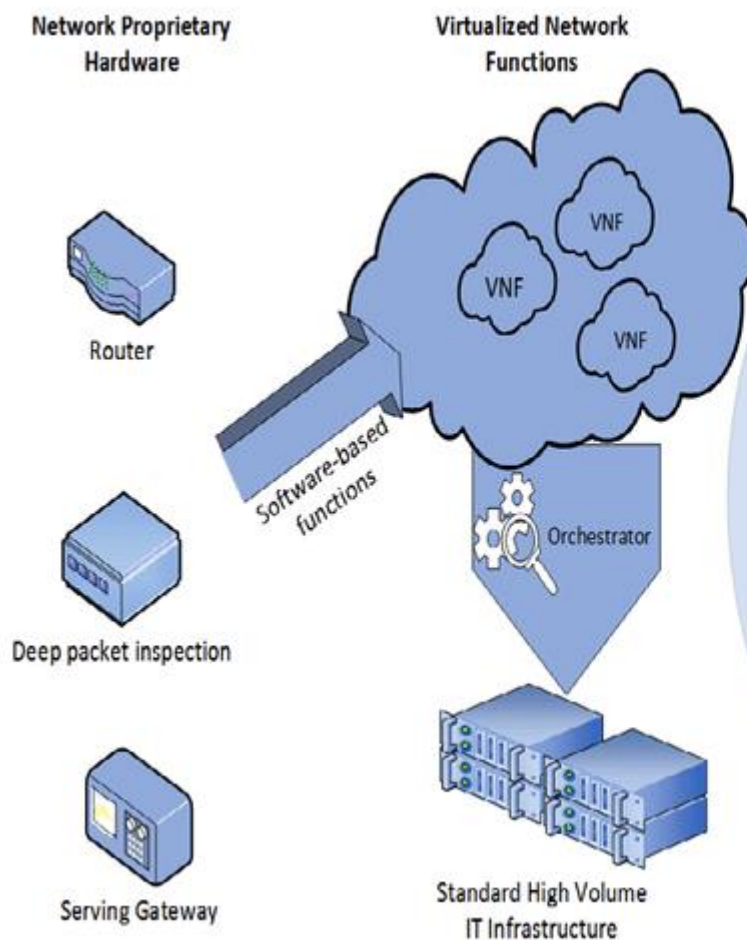 Network Proprietary
Hardware
Virtualized Network
Functions
VNF
VNF
VNF
Router
Software-based
functions
Orchestrator
Deep packet inspection
Serving Gateway
Standard High Volume
IT Infrastructure